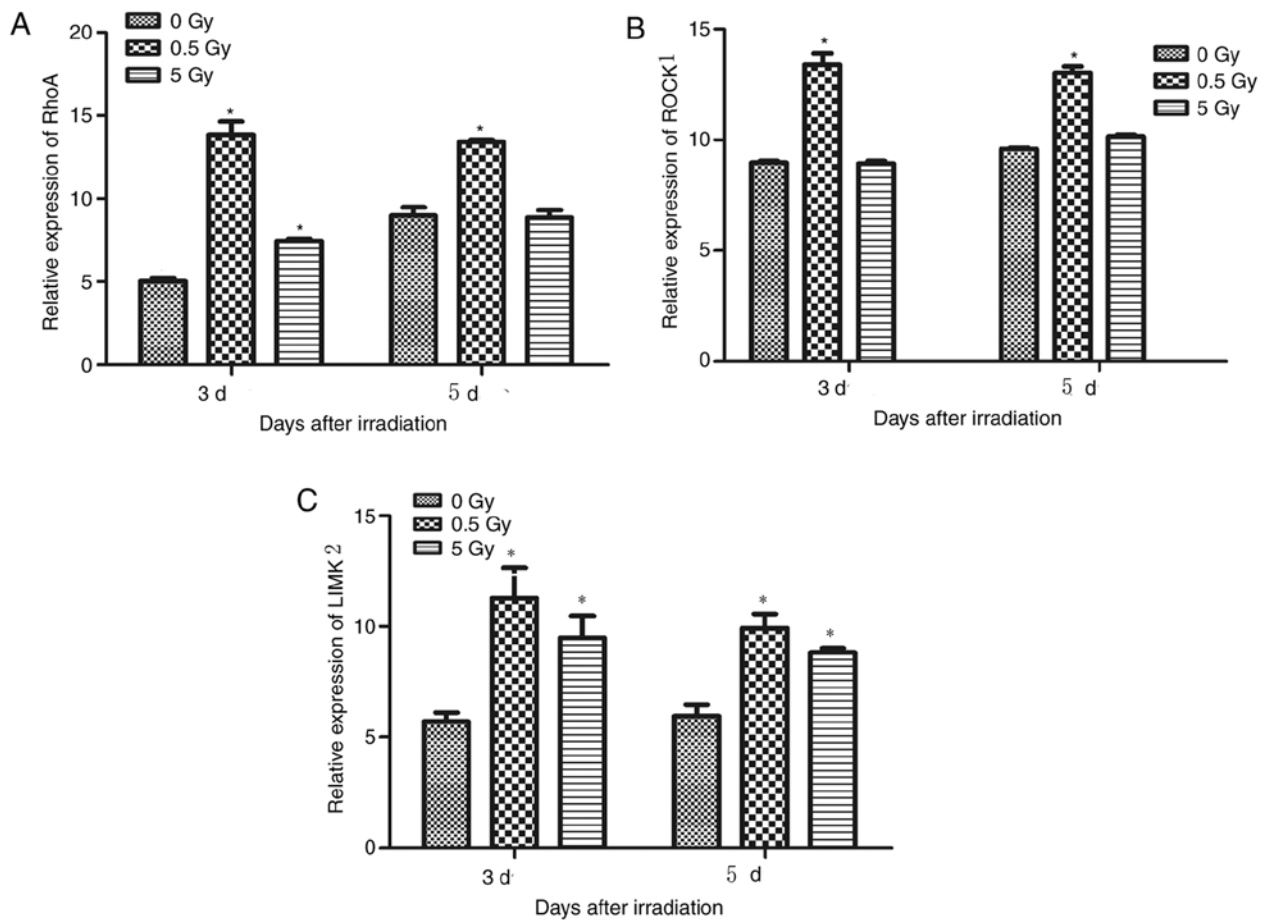 A
20
15
10
5
0
Relative expression of RhoA
0 Gy
0.5 Gy
5 Gy
*
*
*
3 d
5 d
Days after irradiation
B
15
10
5
0
Relative expression of ROCK1
0 Gy
0.5 Gy
5 Gy
*
*
3 d
5 d
Days after irradiation
C
15
10
5
0
Relative expression of LIMK 2
0 Gy
0.5 Gy
5 Gy
*
*
*
*
3 d
5 d
Days after irradiation